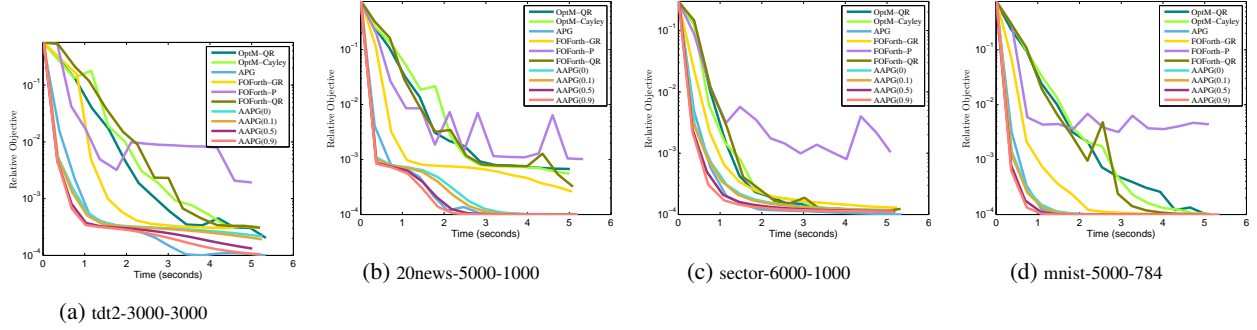 Relative Objective
10⁻¹
10⁻²
10⁻³
10⁻⁴
0 1 2 3 4 5 6
Time (seconds)
OptM−QR
OptM−Cayley
APG
FOForth−GR
FOForth−P
FOForth−QR
AAPG(0)
AAPG(0.1)
AAPG(0.5)
AAPG(0.9)
(a) tdt2-3000-3000
Relative Objective
10⁻¹
10⁻²
10⁻³
10⁻⁴
0 1 2 3 4 5 6
Time (seconds)
OptM−QR
OptM−Cayley
APG
FOForth−GR
FOForth−P
FOForth−QR
AAPG(0)
AAPG(0.1)
AAPG(0.5)
AAPG(0.9)
(b) 20news-5000-1000
Relative Objective
10⁻¹
10⁻²
10⁻³
10⁻⁴
0 1 2 3 4 5 6
Time (seconds)
OptM−QR
OptM−Cayley
APG
FOForth−GR
FOForth−P
FOForth−QR
AAPG(0)
AAPG(0.1)
AAPG(0.5)
AAPG(0.9)
(c) sector-6000-1000
Relative Objective
10⁻¹
10⁻²
10⁻³
10⁻⁴
0 1 2 3 4 5 6
Time (seconds)
OptM−QR
OptM−Cayley
APG
FOForth−GR
FOForth−P
FOForth−QR
AAPG(0)
AAPG(0.1)
AAPG(0.5)
AAPG(0.9)
(d) mnist-5000-784